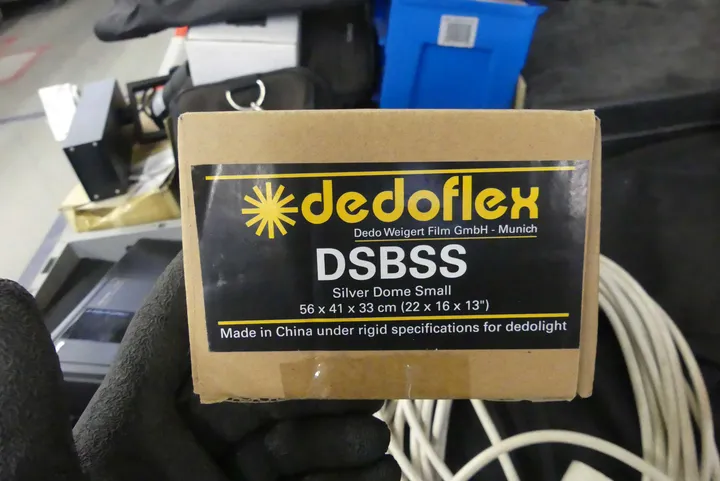 dedoflex
Dedo Weigert Film GmbH - Munich
DSBSS
Silver Dome Small
56 x 41 x 33 cm (22 x 16 x 13")
Made in China under rigid specifications for dedolight